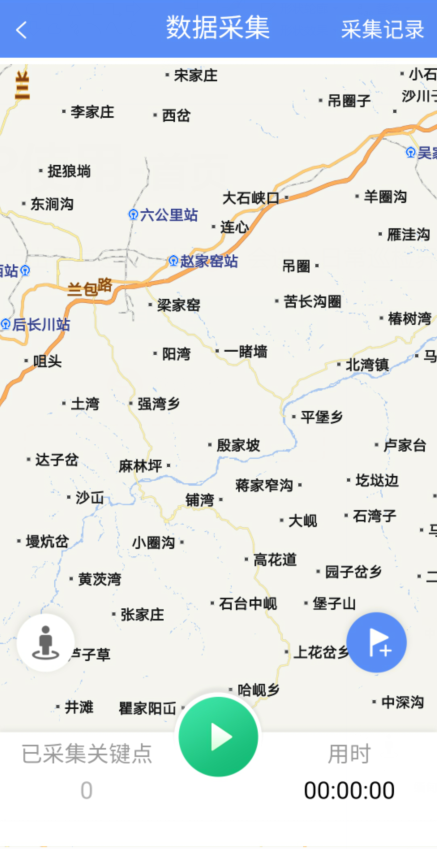 数据采集
采集记录
宋家庄
小石
兰
吊圈子
沙川子
李家庄
西岔
吴家
捉狼埫
东涧沟
大石峡口
羊圈沟
六公里站
连心
雁洼沟
赵家窑站
吊圈
西站
兰包路
梁家窑
苦长沟圈
椿树湾
后长川站
咀头
阳湾
一睹墙
北湾镇
马
土湾
强湾乡
平堡乡
殷家坡
卢家台
达子岔
麻林坪
圪垯边
蒋家窄沟
沙屲
铺湾
石湾子
大岘
墁炕岔
小圈沟
高花道
园子岔乡
二
黄茨湾
石台中岘
堡子山
张家庄
芦子草
上花岔乡
哈岘乡
井滩
瞿家阳屲
中深沟
已采集关键点
用时
0
00:00:00